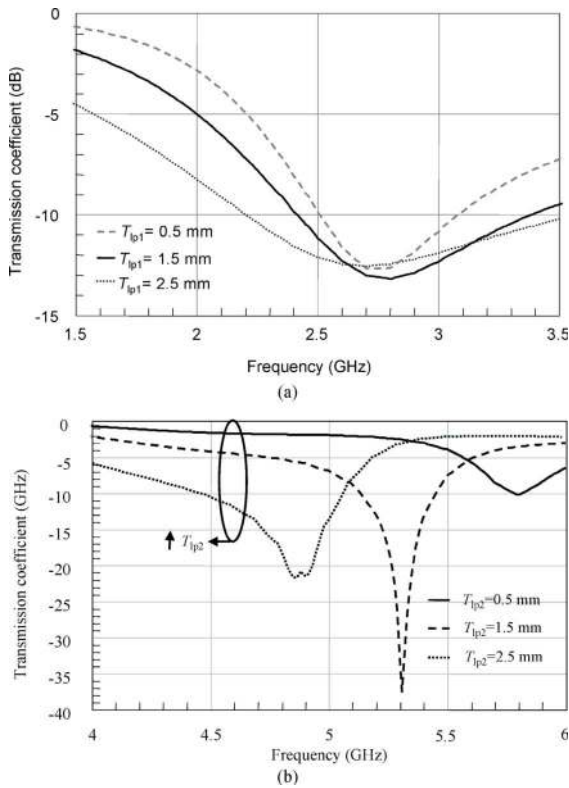 0
-5
-10
-15
Transmission coefficient (dB)
Tlp1= 0.5 mm
Tlp1= 1.5 mm
Tlp1= 2.5 mm
1.5 2 2.5 3 3.5
Frequency (GHz)
(a)
0
-5
-10
-15
-20
-25
-30
-35
-40
Transmission coefficient (GHz)
Tlp2
Tlp2=0.5 mm
Tlp2=1.5 mm
Tlp2=2.5 mm
4 4.5 5 5.5 6
Frequency (GHz)
(b)